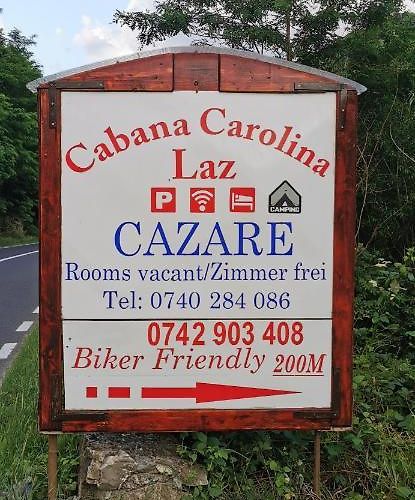 Cabana Carolina
Laz
P
CAMPING
CAZARE
Rooms vacant/Zimmer frei
Tel: 0740 284 086
0742 903 408
Biker Friendly 200M